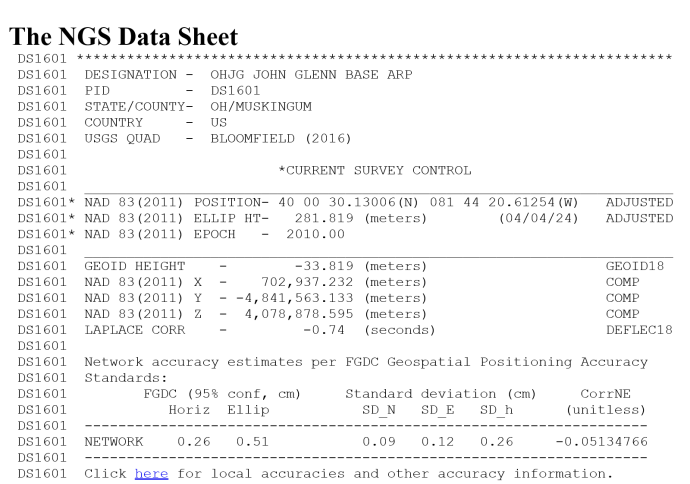 The NGS Data Sheet
DS1601 ***********************************************************************
DS1601  DESIGNATION -  OHJG JOHN GLENN BASE ARP
DS1601  PID         -  DS1601
DS1601  STATE/COUNTY-  OH/MUSKINGUM
DS1601  COUNTRY     -  US
DS1601  USGS QUAD   -  BLOOMFIELD (2016)
DS1601
DS1601                         *CURRENT SURVEY CONTROL
DS1601  ______________________________________________________________________
DS1601* NAD 83(2011) POSITION- 40 00 30.13006(N) 081 44 20.61254(W)   ADJUSTED
DS1601* NAD 83(2011) ELLIP HT-   281.819 (meters)        (04/04/24)   ADJUSTED
DS1601* NAD 83(2011) EPOCH   -  2010.00
DS1601  ______________________________________________________________________
DS1601  GEOID HEIGHT    -        -33.819 (meters)                     GEOID18
DS1601  NAD 83(2011) X  -    702,937.232 (meters)                     COMP
DS1601  NAD 83(2011) Y  - -4,841,563.133 (meters)                     COMP
DS1601  NAD 83(2011) Z  -  4,078,878.595 (meters)                     COMP
DS1601  LAPLACE CORR    -         -0.74  (seconds)                    DEFLEC18
DS1601
DS1601  Network accuracy estimates per FGDC Geospatial Positioning Accuracy
DS1601  Standards:
DS1601         FGDC (95% conf, cm)     Standard deviation (cm)     CorrNE
DS1601            Horiz  Ellip           SD_N   SD_E   SD_h      (unitless)
DS1601  -------------------------------------------------------------------
DS1601  NETWORK    0.26   0.51           0.09   0.12   0.26     -0.05134766
DS1601  -------------------------------------------------------------------
DS1601  Click here for local accuracies and other accuracy information.